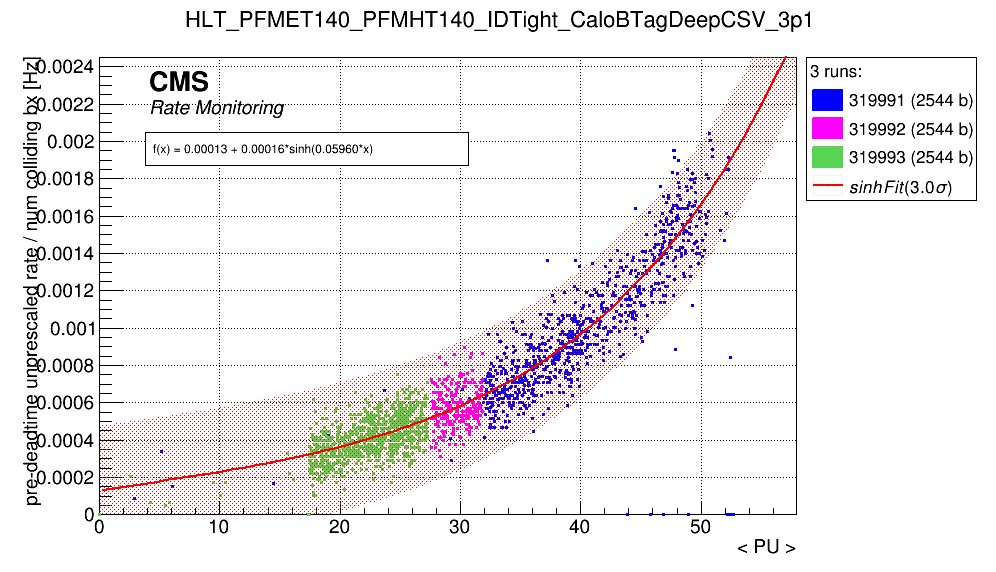 HLT_PFMET140_PFMHT140_IDTight_CaloBTagDeepCSV_3p1
pre-deadtime unprescaled rate / num colliding bx [Hz]
0.0024
0.0022
0.002
0.0018
0.0016
0.0014
0.0012
0.001
0.0008
0.0006
0.0004
0.0002
0
CMS
Rate Monitoring
f(x) = 0.00013 + 0.00016*sinh(0.05960*x)
3 runs:
319991 (2544 b)
319992 (2544 b)
319993 (2544 b)
sinhFit(3.0σ)
0 10 20 30 40 50
< PU >